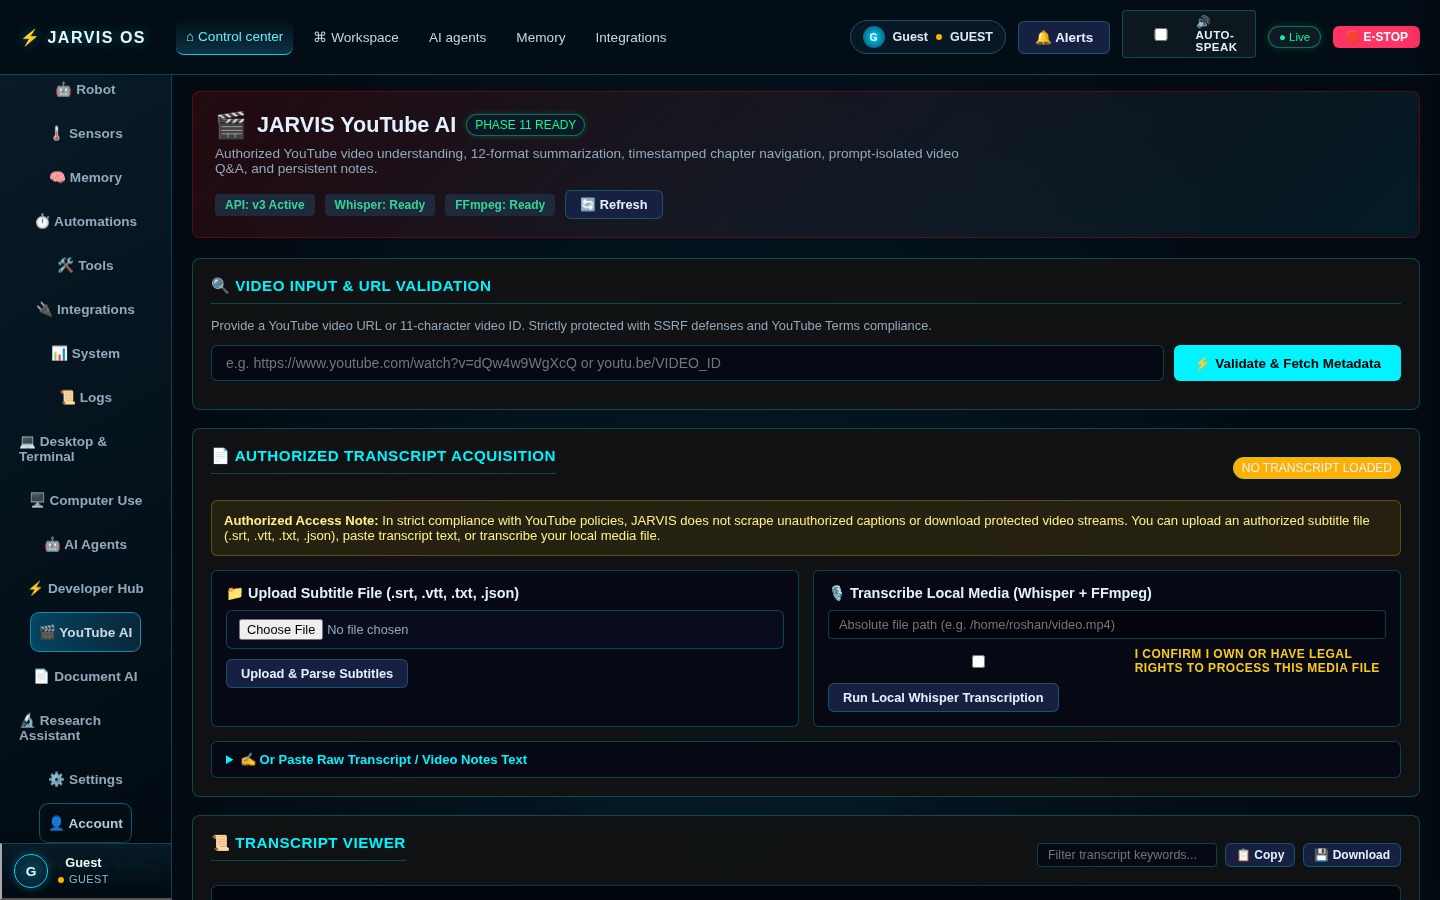 ⚡ JARVIS OS
⌂ Control center
⌘ Workspace
AI agents
Memory
Integrations
G
Guest
GUEST
🔔 Alerts
🔊
AUTO-
SPEAK
● Live
🛑 E-STOP
🤖 Robot
🌡️ Sensors
🧠 Memory
⏱️ Automations
🛠️ Tools
🔌 Integrations
📊 System
📜 Logs
💻 Desktop &
Terminal
🖥️ Computer Use
🤖 AI Agents
⚡ Developer Hub
🎬 YouTube AI
📄 Document AI
🔬 Research
Assistant
⚙️ Settings
👤 Account
G
Guest
GUEST
🎬 JARVIS YouTube AI
PHASE 11 READY
Authorized YouTube video understanding, 12-format summarization, timestamped chapter navigation, prompt-isolated video
Q&A, and persistent notes.
API: v3 Active
Whisper: Ready
FFmpeg: Ready
🔄 Refresh
🔍 VIDEO INPUT & URL VALIDATION
Provide a YouTube video URL or 11-character video ID. Strictly protected with SSRF defenses and YouTube Terms compliance.
e.g. https://www.youtube.com/watch?v=dQw4w9WgXcQ or youtu.be/VIDEO_ID
⚡ Validate & Fetch Metadata
📄 AUTHORIZED TRANSCRIPT ACQUISITION
NO TRANSCRIPT LOADED
Authorized Access Note: In strict compliance with YouTube policies, JARVIS does not scrape unauthorized captions or download protected video streams. You can upload an authorized subtitle file
(.srt, .vtt, .txt, .json), paste transcript text, or transcribe your local media file.
📁 Upload Subtitle File (.srt, .vtt, .txt, .json)
Choose File No file chosen
Upload & Parse Subtitles
🎙️ Transcribe Local Media (Whisper + FFmpeg)
Absolute file path (e.g. /home/roshan/video.mp4)
I CONFIRM I OWN OR HAVE LEGAL
RIGHTS TO PROCESS THIS MEDIA FILE
Run Local Whisper Transcription
▶ ✍️ Or Paste Raw Transcript / Video Notes Text
📜 TRANSCRIPT VIEWER
Filter transcript keywords...
📋 Copy
💾 Download